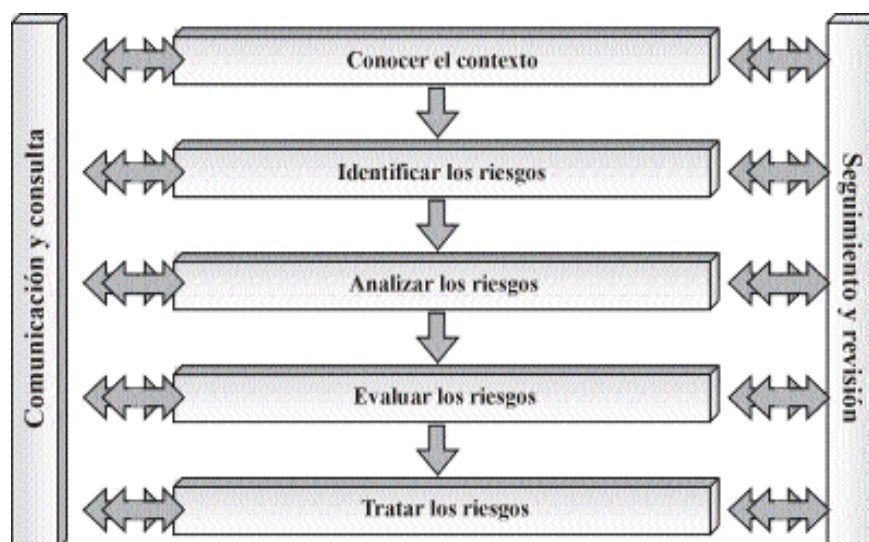 Comunicación y consulta
Conocer el contexto
Identificar los riesgos
Analizar los riesgos
Evaluar los riesgos
Tratar los riesgos
Seguimiento y revisión